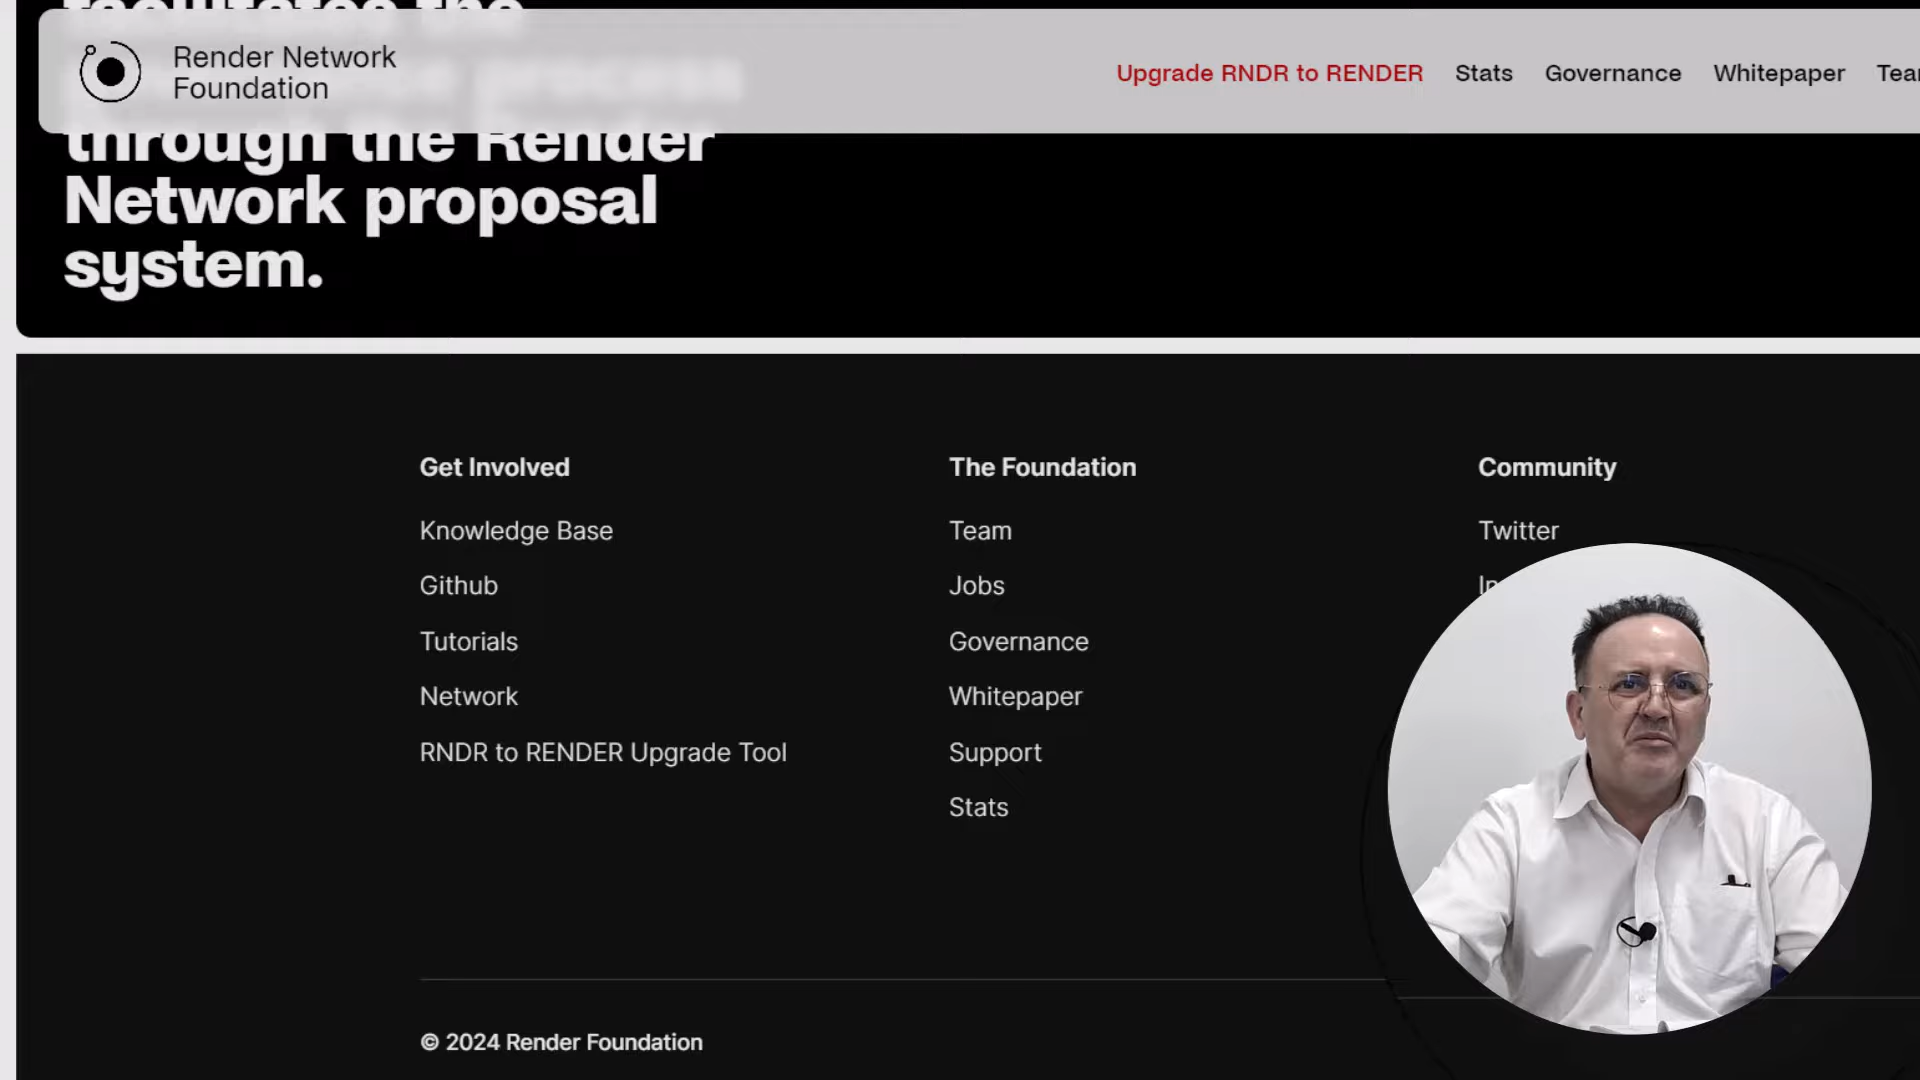 Render Network
Foundation
Upgrade RNDR to RENDER
Stats
Governance
Whitepaper
through the Render
Network proposal
system.
Get Involved
Knowledge Base
Github
Tutorials
Network
RNDR to RENDER Upgrade Tool
The Foundation
Team
Jobs
Governance
Whitepaper
Support
Stats
Community
Twitter
© 2024 Render Foundation